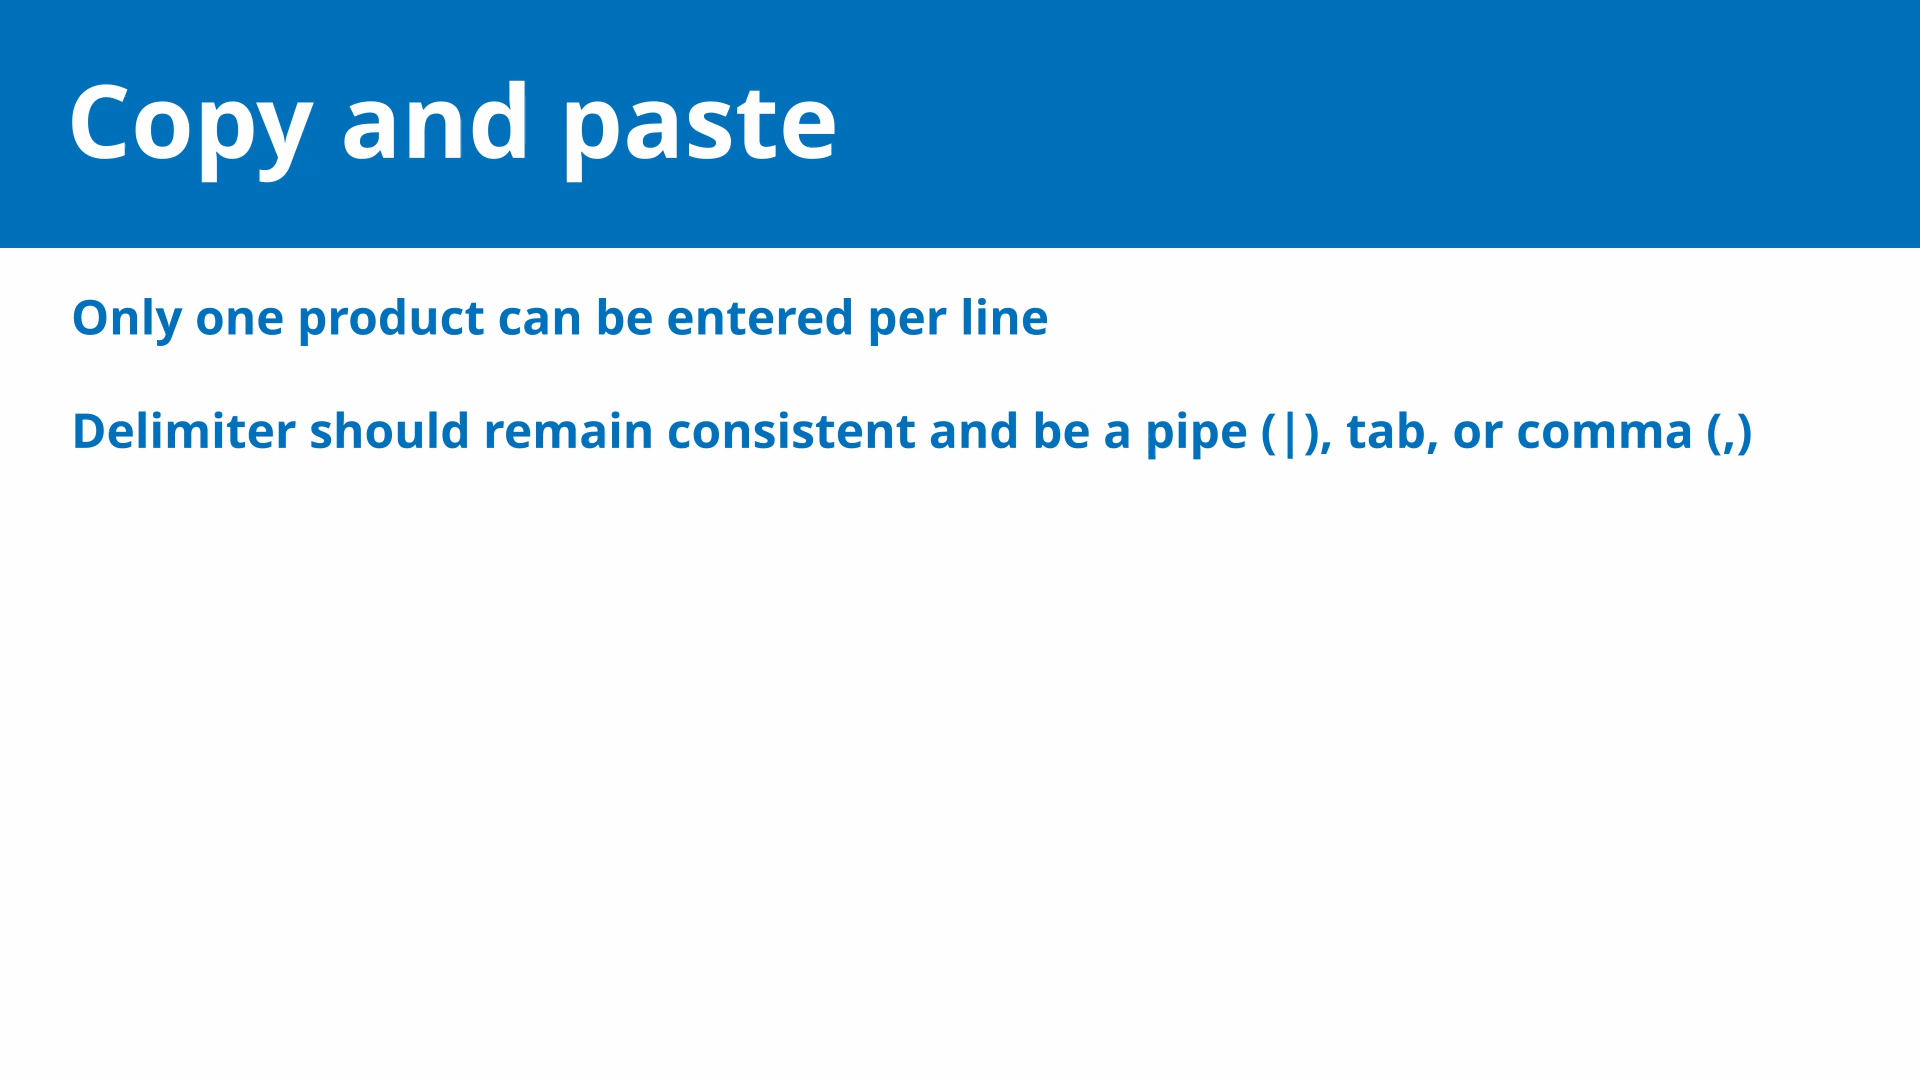 Copy and paste
Only one product can be entered per line
Delimiter should remain consistent and be a pipe (|), tab, or comma (,)